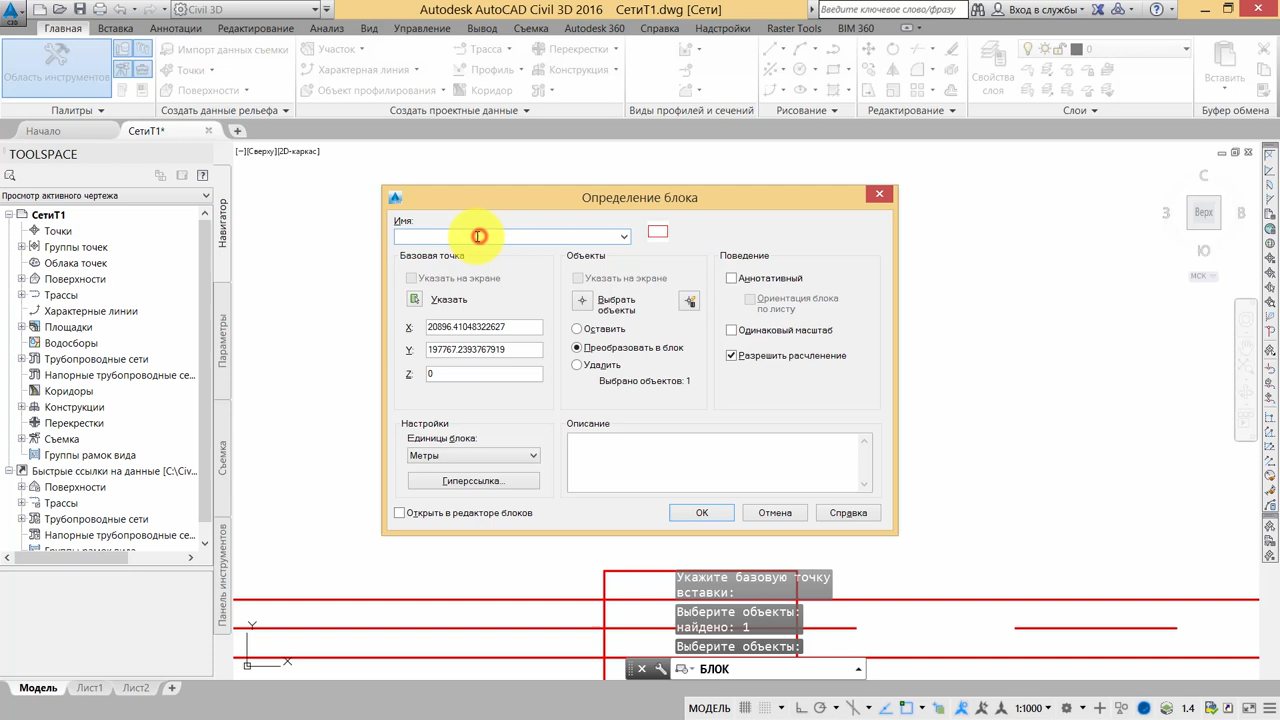 Civil 3D
Autodesk AutoCAD Civil 3D 2016 СетиТ1.dwg [Сети]
Введите ключевое слово/фразу
Вход в службы
Главная Вставка Аннотации Редактирование Анализ Вид Управление Вывод Съемка Autodesk 360 Справка Надстройки Raster Tools BIM 360
Область инструментов
Импорт данных съемки
Точки
Поверхности
Участок
Характерная линия
Объект профилирования
Трасса
Профиль
Коридор
Перекрестки
Конструкция
Свойства
слоя
0
Вставить
Палитры
Создать данные рельефа
Создать проектные данные
Виды профилей и сечений
Рисование
Редактирование
Слои
Буфер обмена
Начало
СетиТ1*
TOOLSPACE
Просмотр активного чертежа
СетиТ1
Точки
Группы точек
Облака точек
Поверхности
Трассы
Характерные линии
Площадки
Водосборы
Трубопроводные сети
Напорные трубопроводные се...
Коридоры
Конструкции
Перекрестки
Съемка
Группы рамок вида
Быстрые ссылки на данные [C:\Civ...
Поверхности
Трассы
Трубопроводные сети
Напорные трубопроводные се...
Группы рамок вида
Навигатор
Параметры
Съемка
Панель инструментов
[−][Сверху][2D-каркас]
С
З
Верх
В
Ю
МСК
Определение блока
Имя:
Базовая точка
Указать на экране
Указать
X: 20896.41048322627
Y: 197767.2393767919
Z: 0
Объекты
Указать на экране
Выбрать
объекты
Оставить
Преобразовать в блок
Удалить
Выбрано объектов: 1
Поведение
Аннотативный
Ориентация блока
по листу
Одинаковый масштаб
Разрешить расчленение
Настройки
Единицы блока:
Метры
Гиперссылка...
Описание
Открыть в редакторе блоков
OK
Отмена
Справка
Укажите базовую точку
вставки:
Выберите объекты:
найдено: 1
Выберите объекты:
БЛОК
Y
X
Модель Лист1 Лист2
МОДЕЛЬ
1:1000
1.4